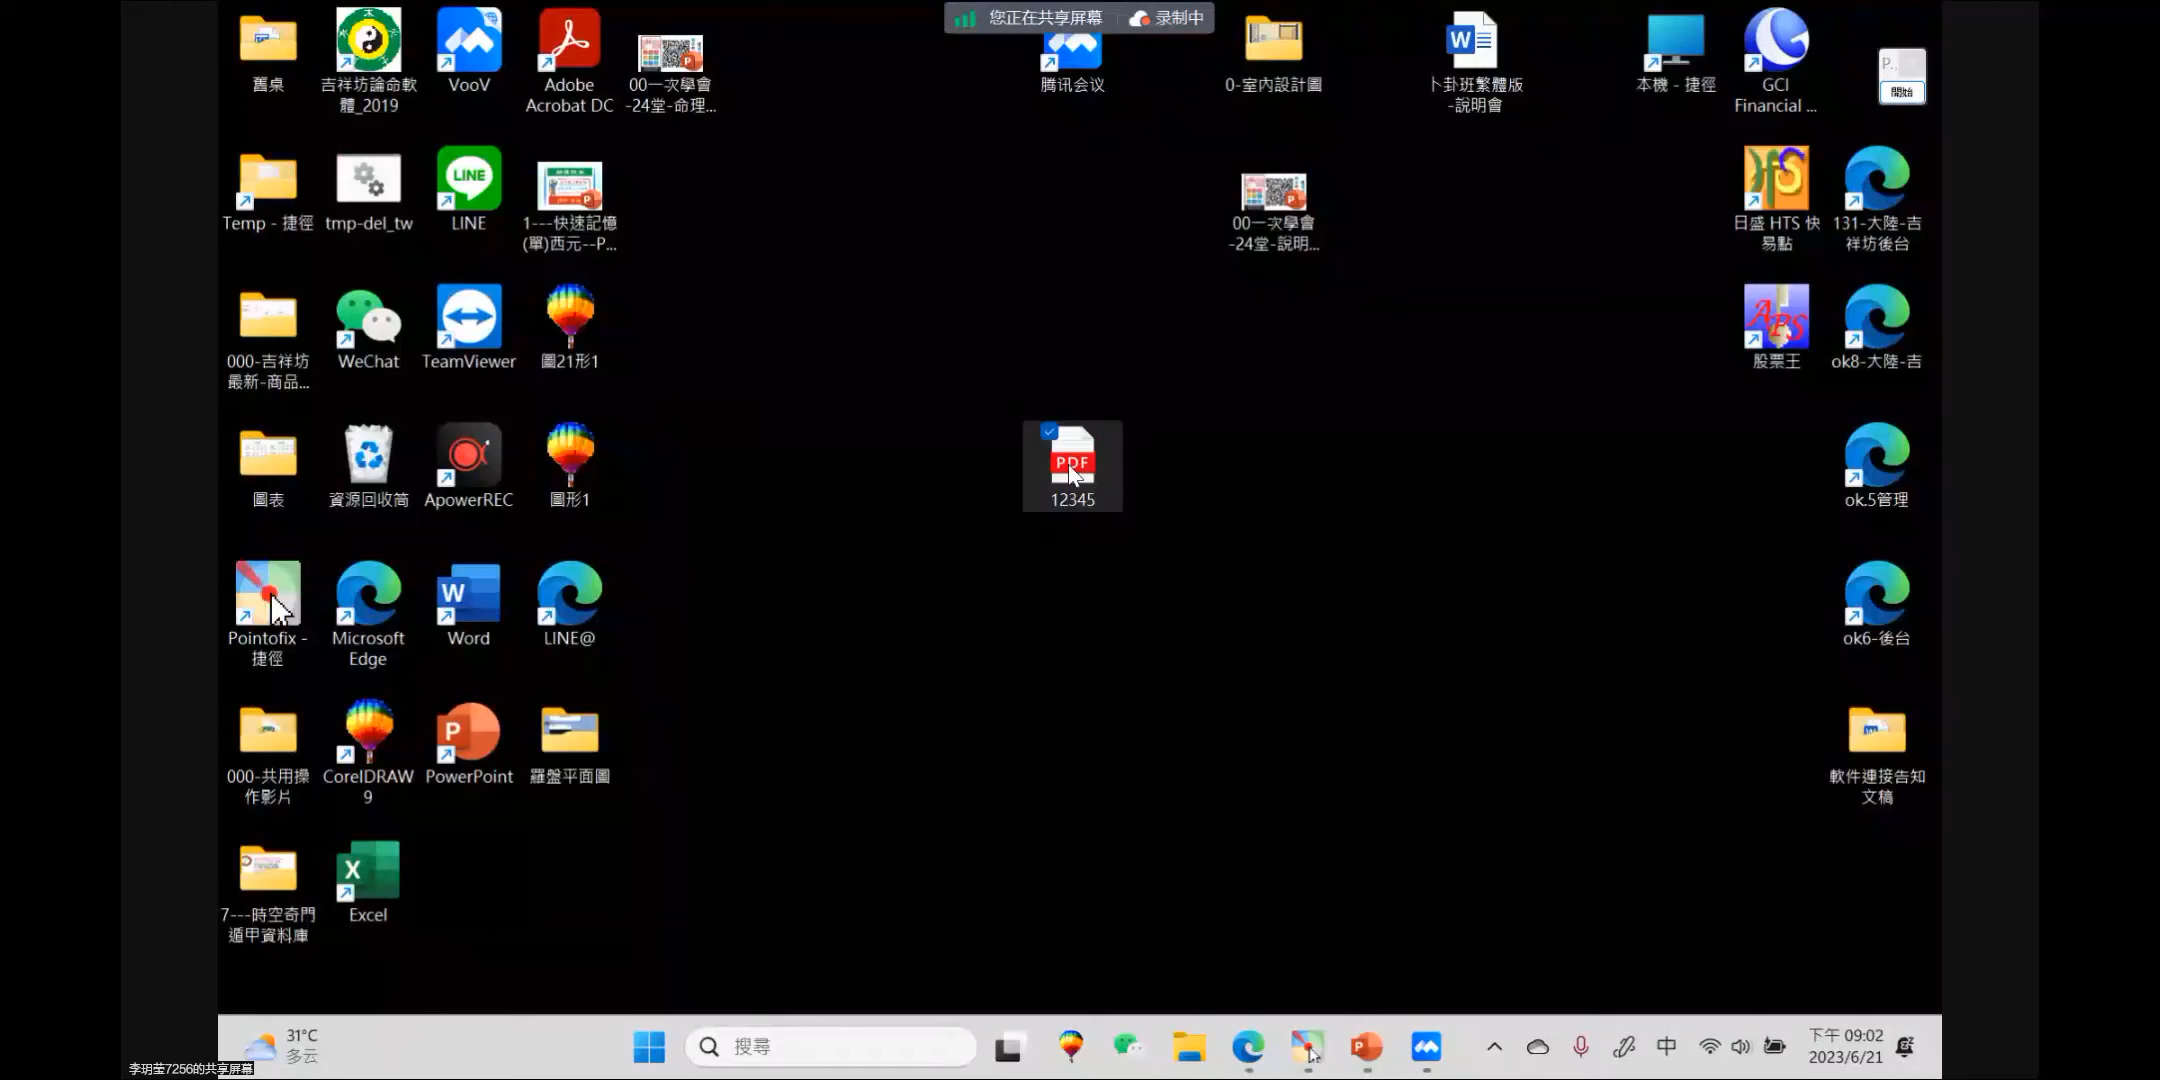 您正在共享屏幕
录制中
舊桌
吉祥坊論命軟
體_2019
VooV
Adobe
Acrobat DC
00一次學會
-24堂-命理...
腾讯会议
0-室內設計圖
卜卦班繁體版
-說明會
本機 - 捷徑
GCI
Financial ...
P...
開始
Temp - 捷徑
tmp-del_tw
LINE
LINE
1---快速記憶
(單)西元--P...
00一次學會
-24堂-說明...
日盛 HTS 快
易點
131-大陸-吉
祥坊後台
000-吉祥坊
最新-商品...
WeChat
TeamViewer
圖21形1
股票王
ok8-大陸-吉
圖表
資源回收筒
ApowerREC
圖形1
PDF
12345
ok.5管理
Pointofix -
捷徑
Microsoft
Edge
Word
LINE@
ok6-後台
000-共用操
作影片
CorelDRAW
9
PowerPoint
羅盤平面圖
軟件連接告知
文稿
7---時空奇門
遁甲資料庫
Excel
31°C
多云
搜尋
中
下午 09:02
2023/6/21
李玥莹7256的共享屏幕